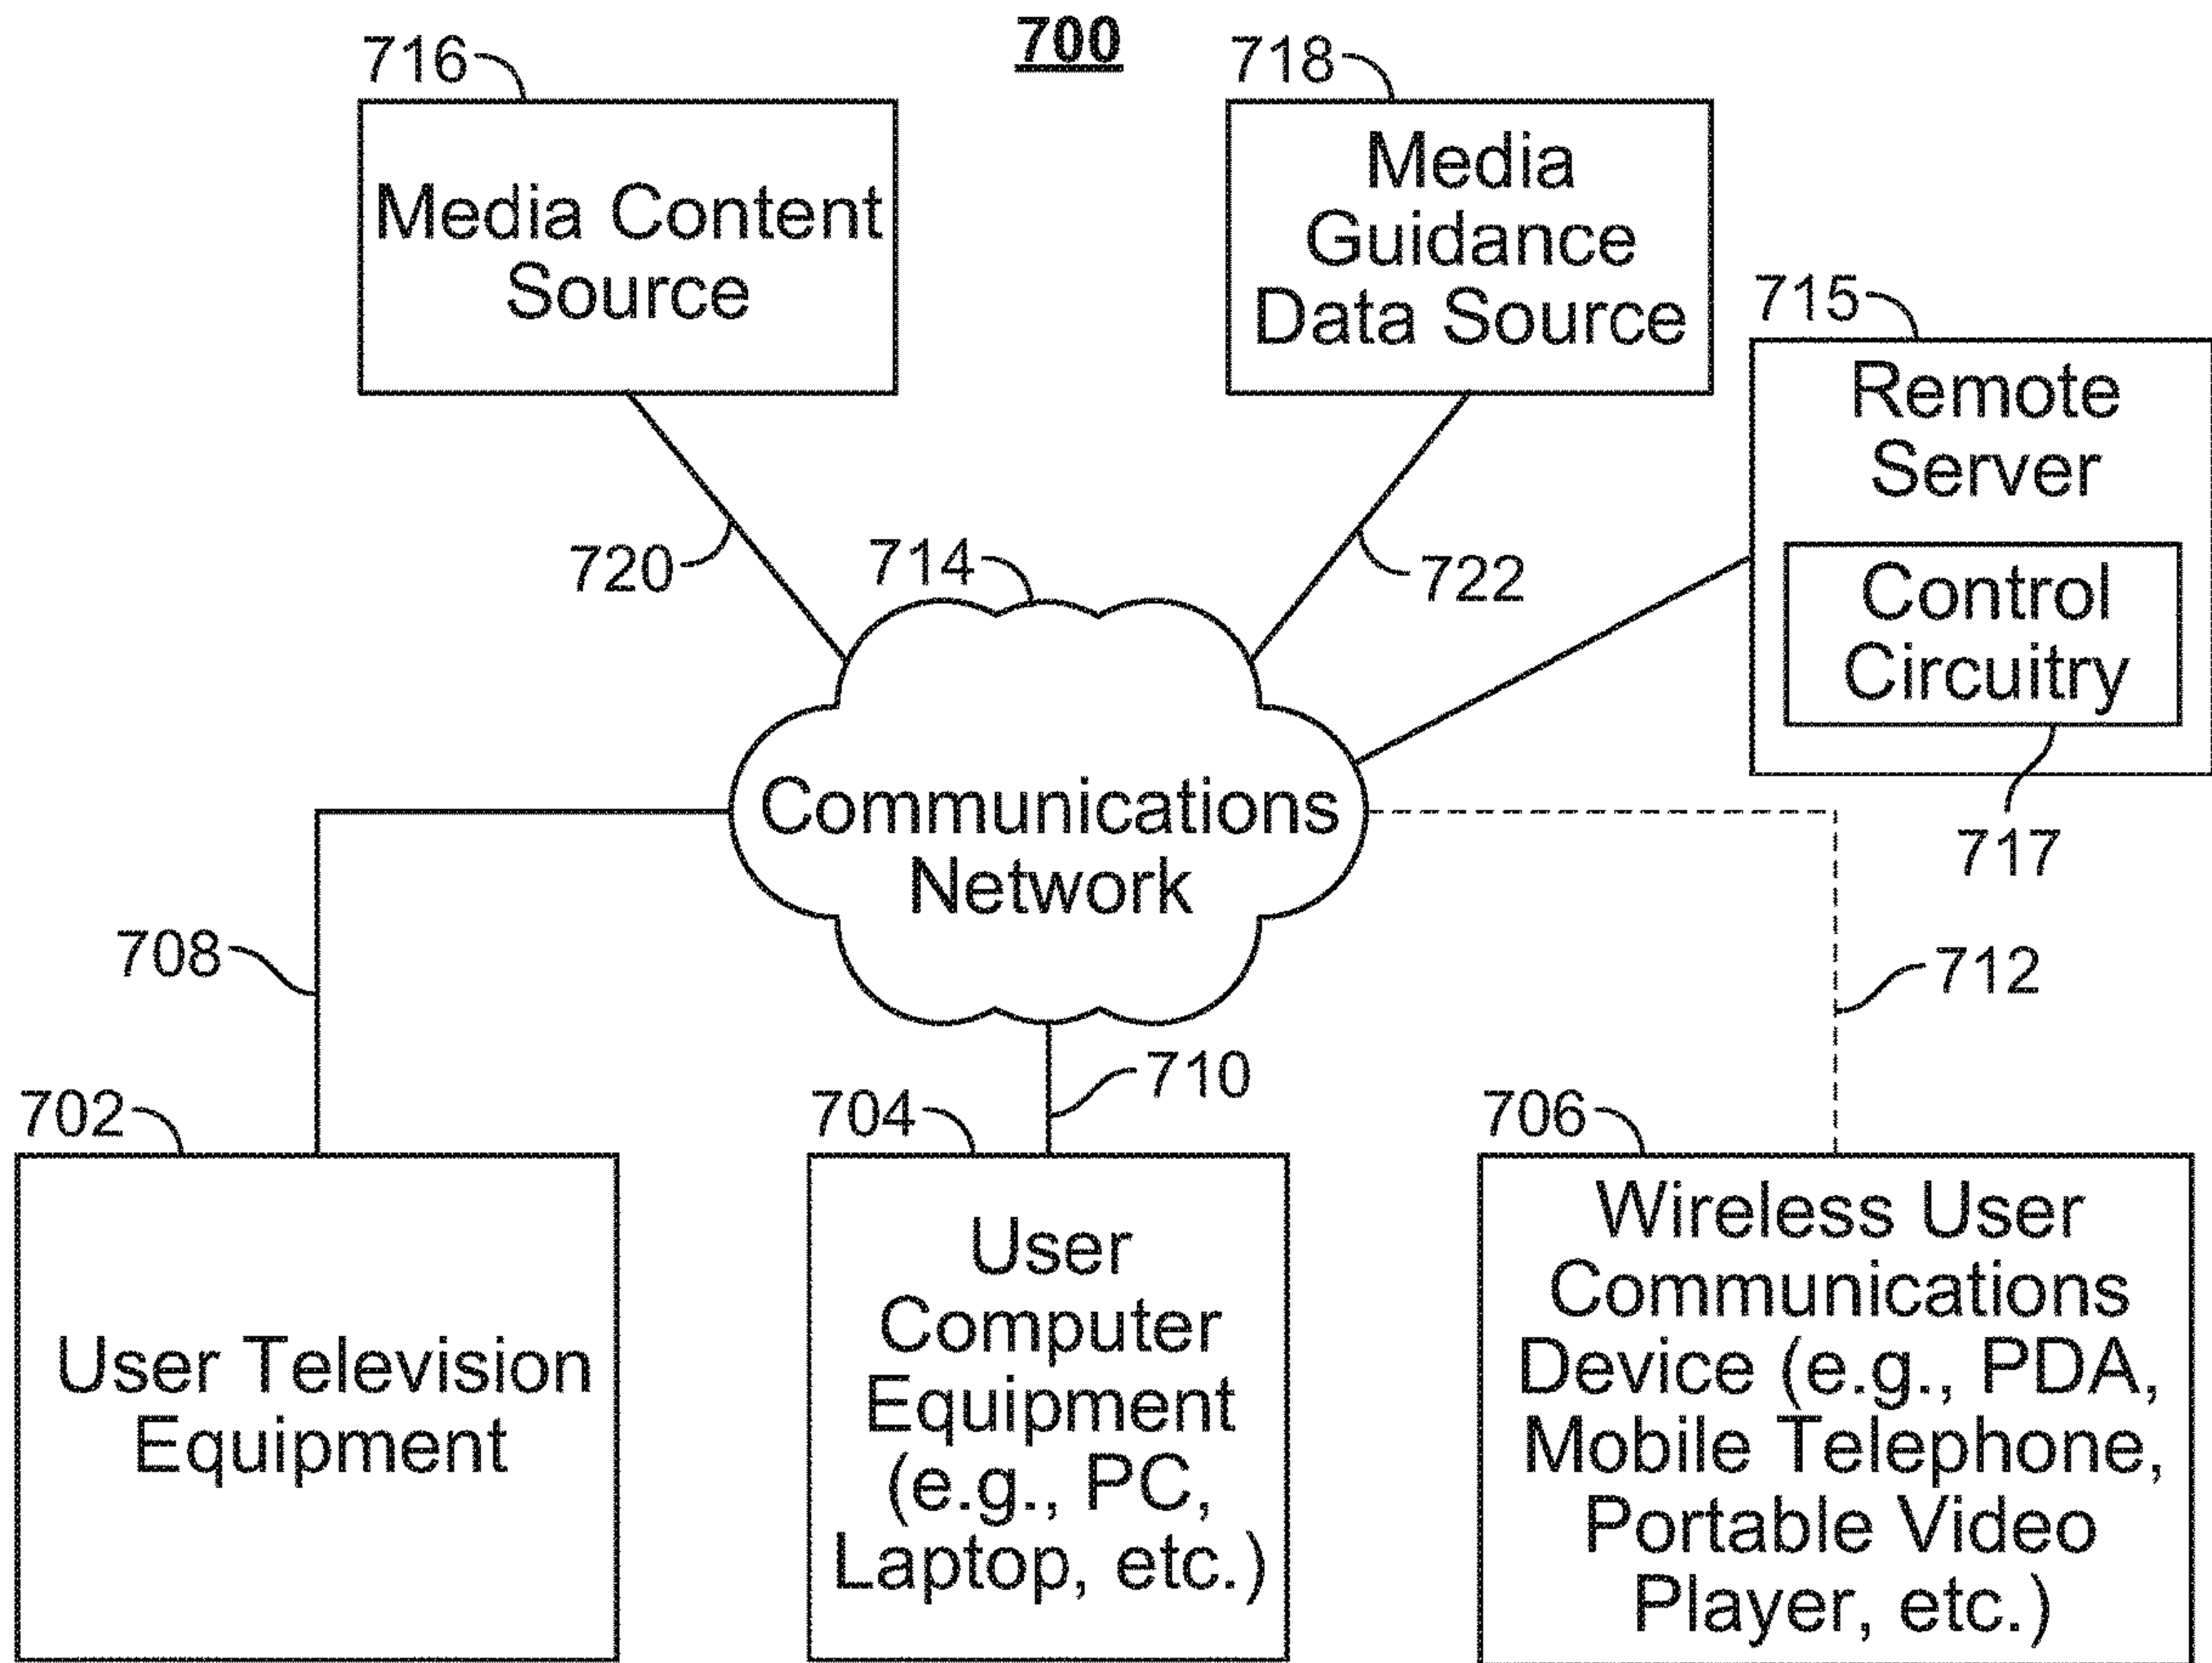 700
716
Media Content
Source
718
Media
Guidance
Data Source
715
Remote
Server
Control
Circuitry
717
720
722
714
Communications
Network
708
710
712
702
User Television
Equipment
704
User
Computer
Equipment
(e.g., PC,
Laptop, etc.)
706
Wireless User
Communications
Device (e.g., PDA,
Mobile Telephone,
Portable Video
Player, etc.)